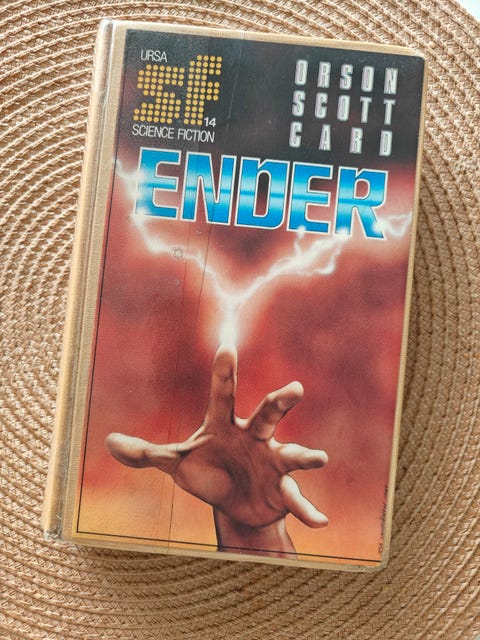 URSA
sf
14
SCIENCE FICTION
ORSON
SCOTT
CARD
ENDER